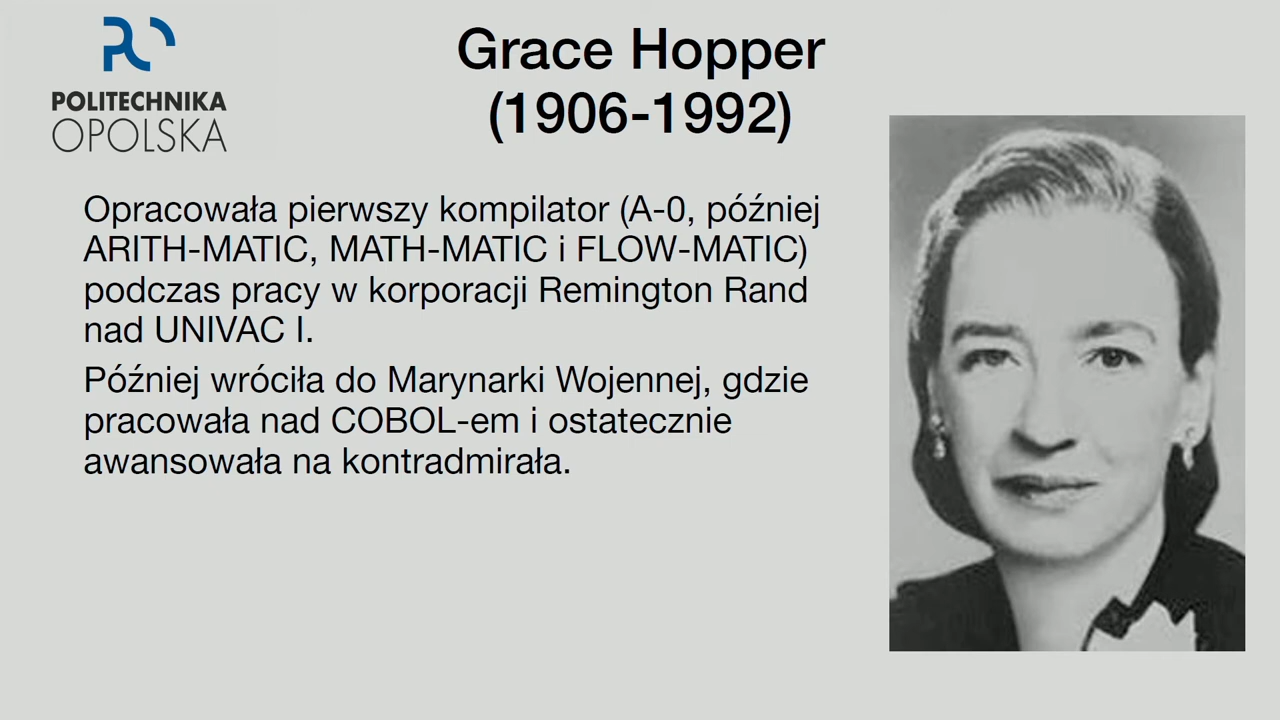 POLITECHNIKA
OPOLSKA
Grace Hopper
(1906-1992)
Opracowała pierwszy kompilator (A-0, później
ARITH-MATIC, MATH-MATIC i FLOW-MATIC)
podczas pracy w korporacji Remington Rand
nad UNIVAC I.
Później wróciła do Marynarki Wojennej, gdzie
pracowała nad COBOL-em i ostatecznie
awansowała na kontradmirała.